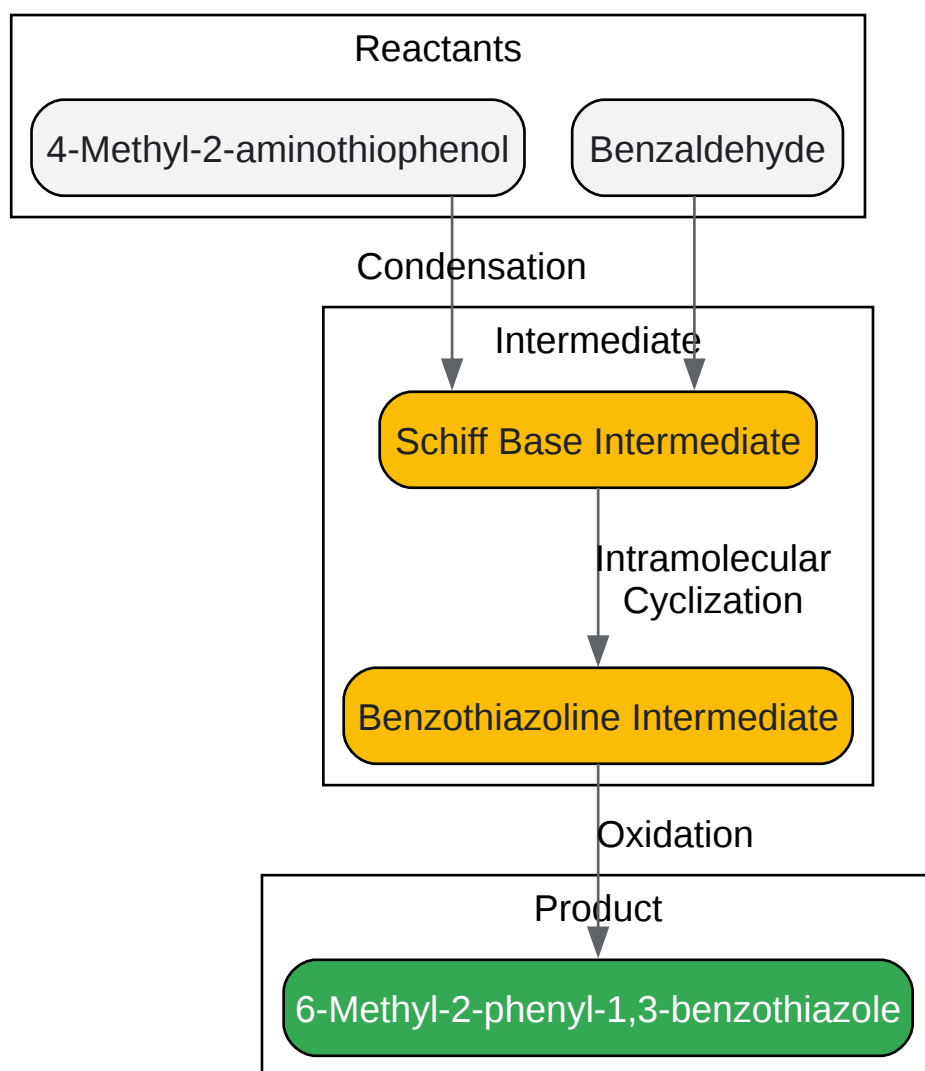 Reactants
4-Methyl-2-aminothiophenol
Benzaldehyde
Condensation
Intermediate
Schiff Base Intermediate
Intramolecular
Cyclization
Benzothiazoline Intermediate
Oxidation
Product
6-Methyl-2-phenyl-1,3-benzothiazole